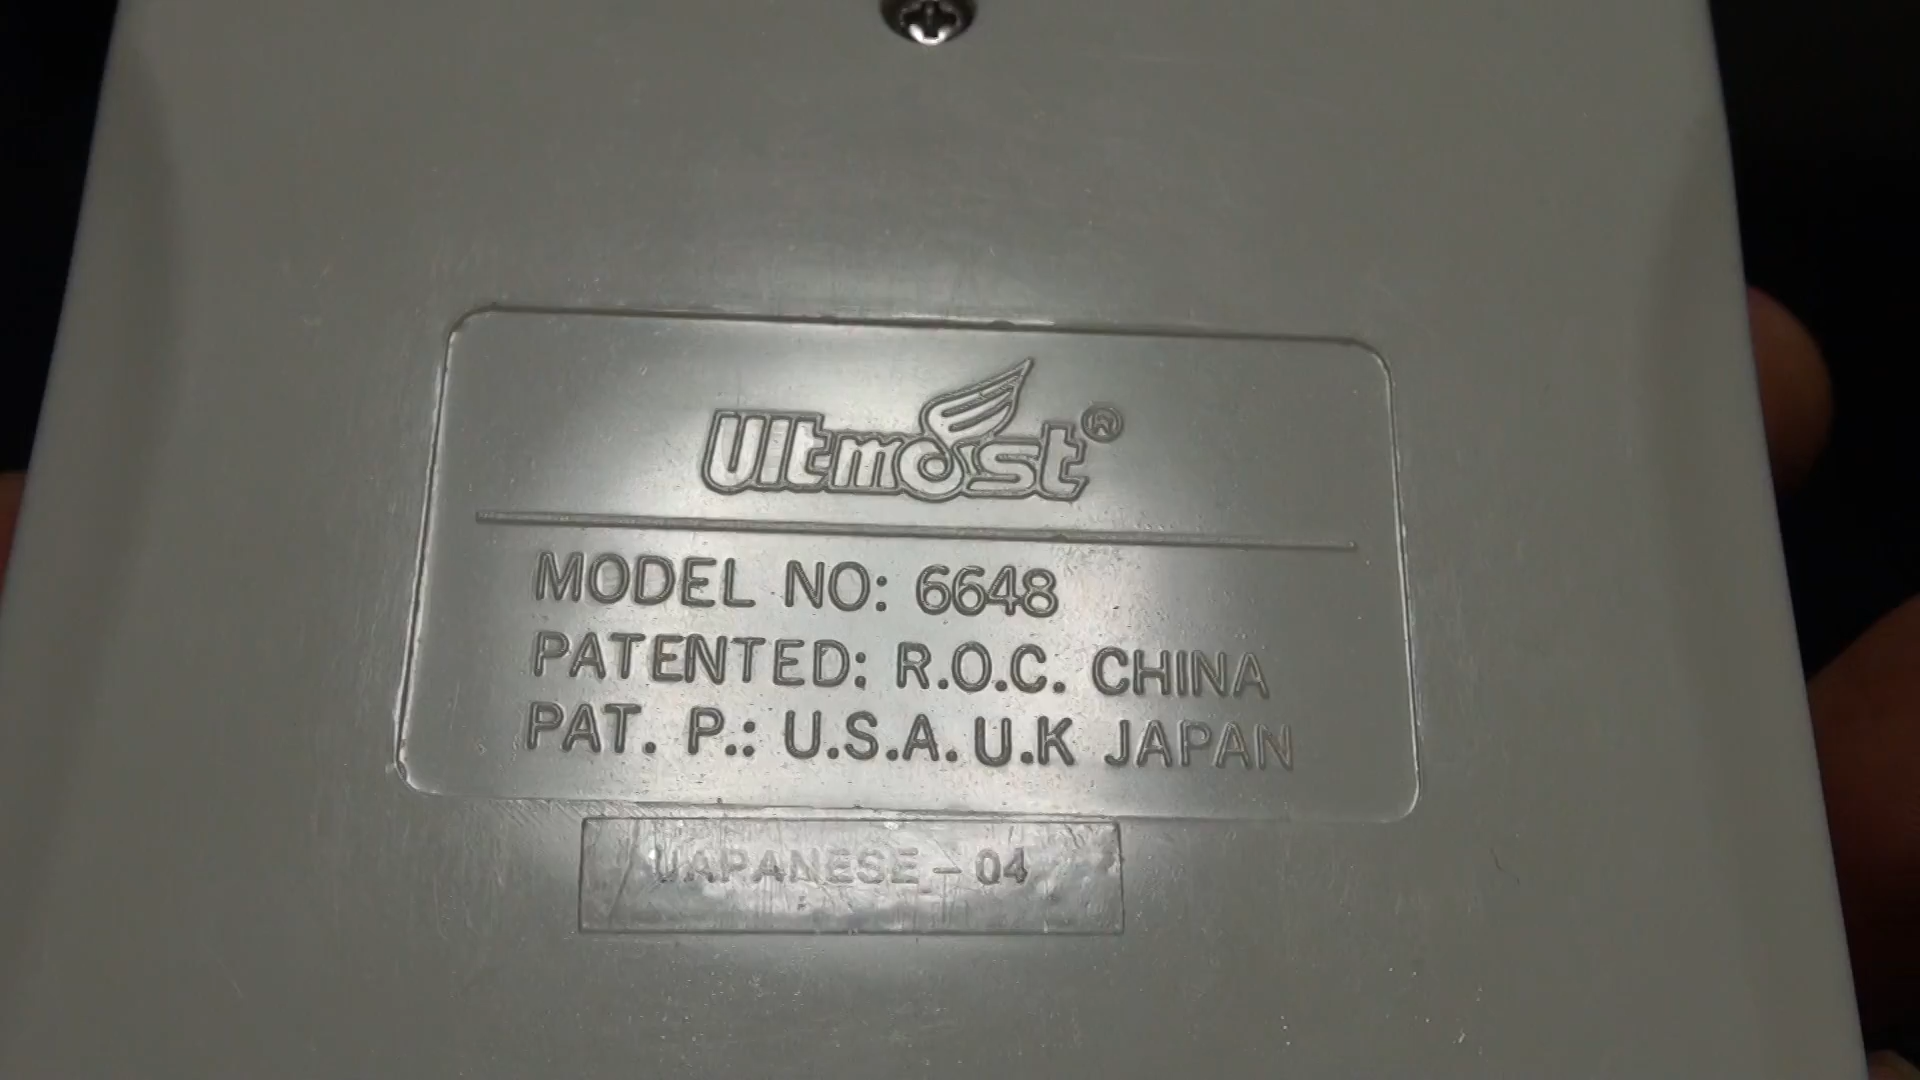 Ultmost®
MODEL NO: 6648
PATENTED: R.O.C. CHINA
PAT. P.: U.S.A. U.K JAPAN
JAPANESE-04